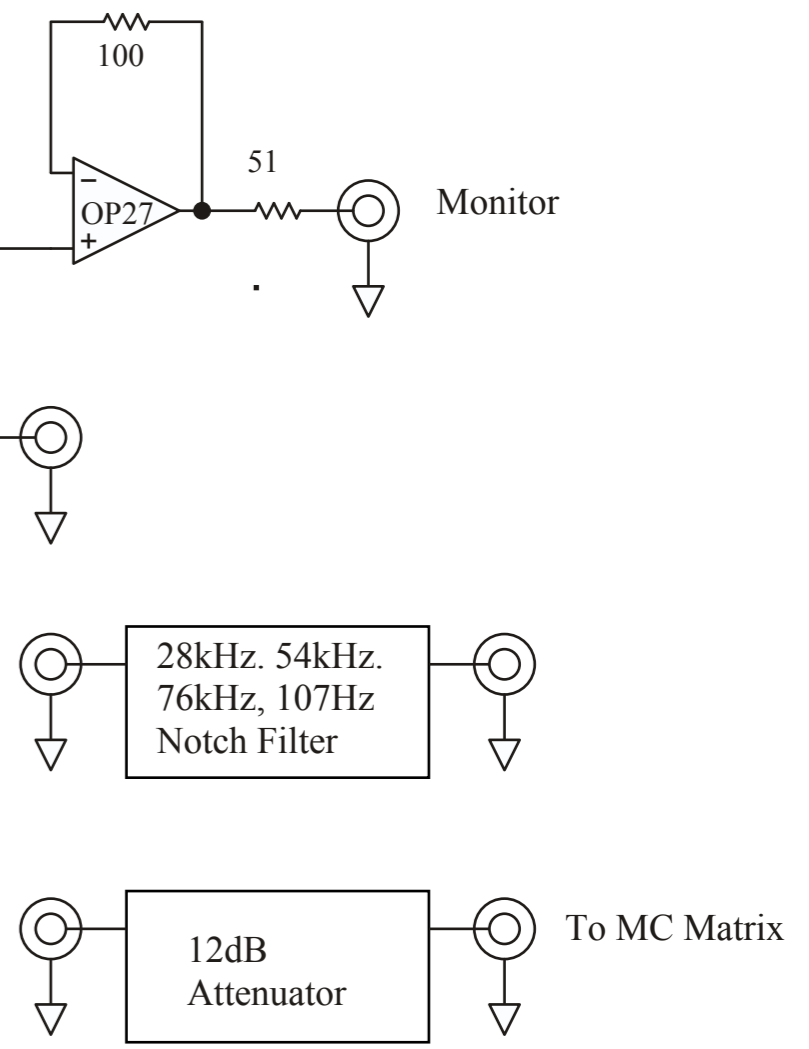 100
51
Monitor
−
OP27
+
.
28kHz. 54kHz.
76kHz, 107Hz
Notch Filter
12dB
Attenuator
To MC Matrix